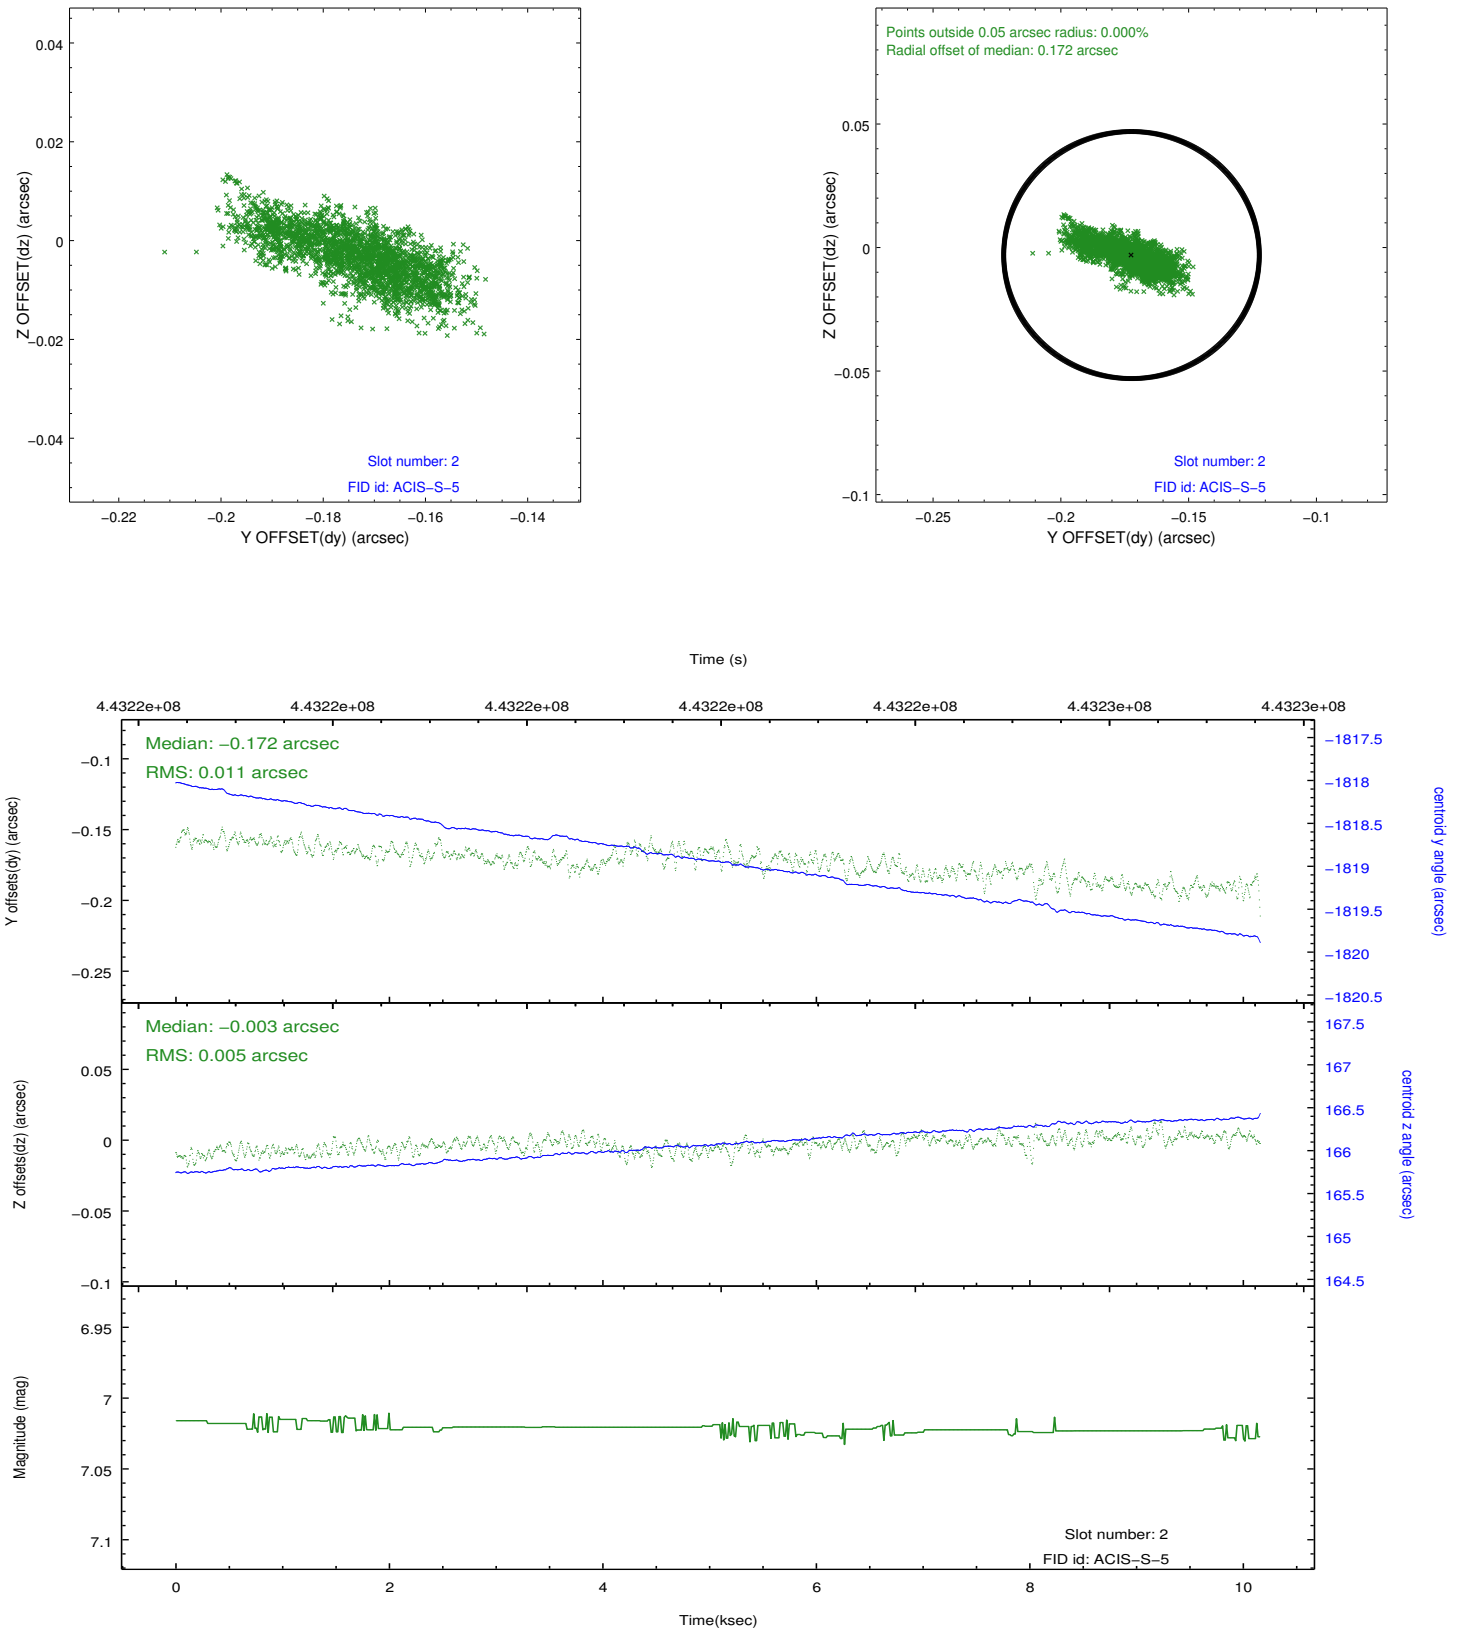 0.04
0.02
0
−0.02
−0.04
Z OFFSET(dz) (arcsec)
Slot number: 2
FID id: ACIS−S−5
−0.22 −0.2 −0.18 −0.16 −0.14
Y OFFSET(dy) (arcsec)
Points outside 0.05 arcsec radius: 0.000%
Radial offset of median: 0.172 arcsec
0.05
0
−0.05
−0.1
Z OFFSET(dz) (arcsec)
Slot number: 2
FID id: ACIS−S−5
−0.25 −0.2 −0.15 −0.1
Y OFFSET(dy) (arcsec)
Time (s)
4.4322e+08 4.4322e+08 4.4322e+08 4.4322e+08 4.4322e+08 4.4323e+08 4.4323e+08
Median: −0.172 arcsec
RMS: 0.011 arcsec
−0.1
−0.15
−0.2
−0.25
Y offsets(dy) (arcsec)
−1817.5
−1818
−1818.5
−1819
−1819.5
−1820
−1820.5
centroid y angle (arcsec)
Median: −0.003 arcsec
RMS: 0.005 arcsec
0.05
0
−0.05
−0.1
Z offsets(dz) (arcsec)
167.5
167
166.5
166
165.5
165
164.5
centroid z angle (arcsec)
6.95
7
7.05
7.1
Magnitude (mag)
Slot number: 2
FID id: ACIS−S−5
0 2 4 6 8 10
Time(ksec)